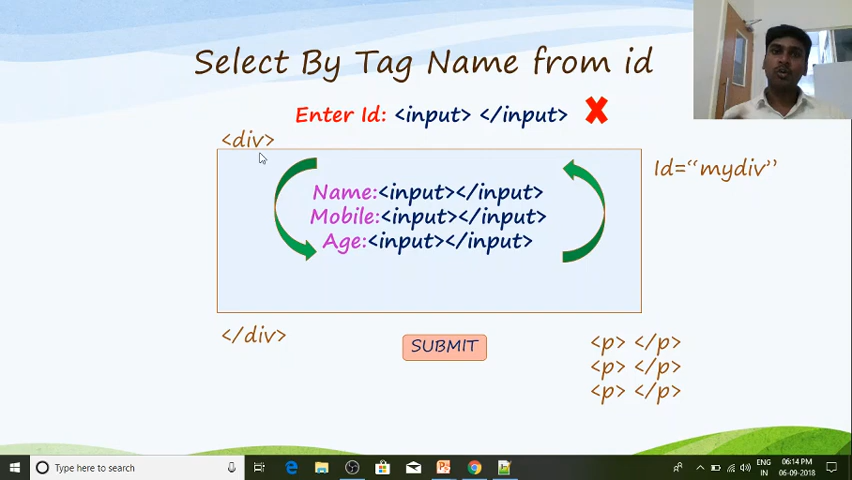 Select By Tag Name from id
Enter Id: <input> </input>
<div>
Id=“mydiv”
Name:<input></input>
Mobile:<input></input>
Age:<input></input>
</div>
SUBMIT
<p> </p>
<p> </p>
<p> </p>
Type here to search
ENG
IN
06:14 PM
06-09-2018